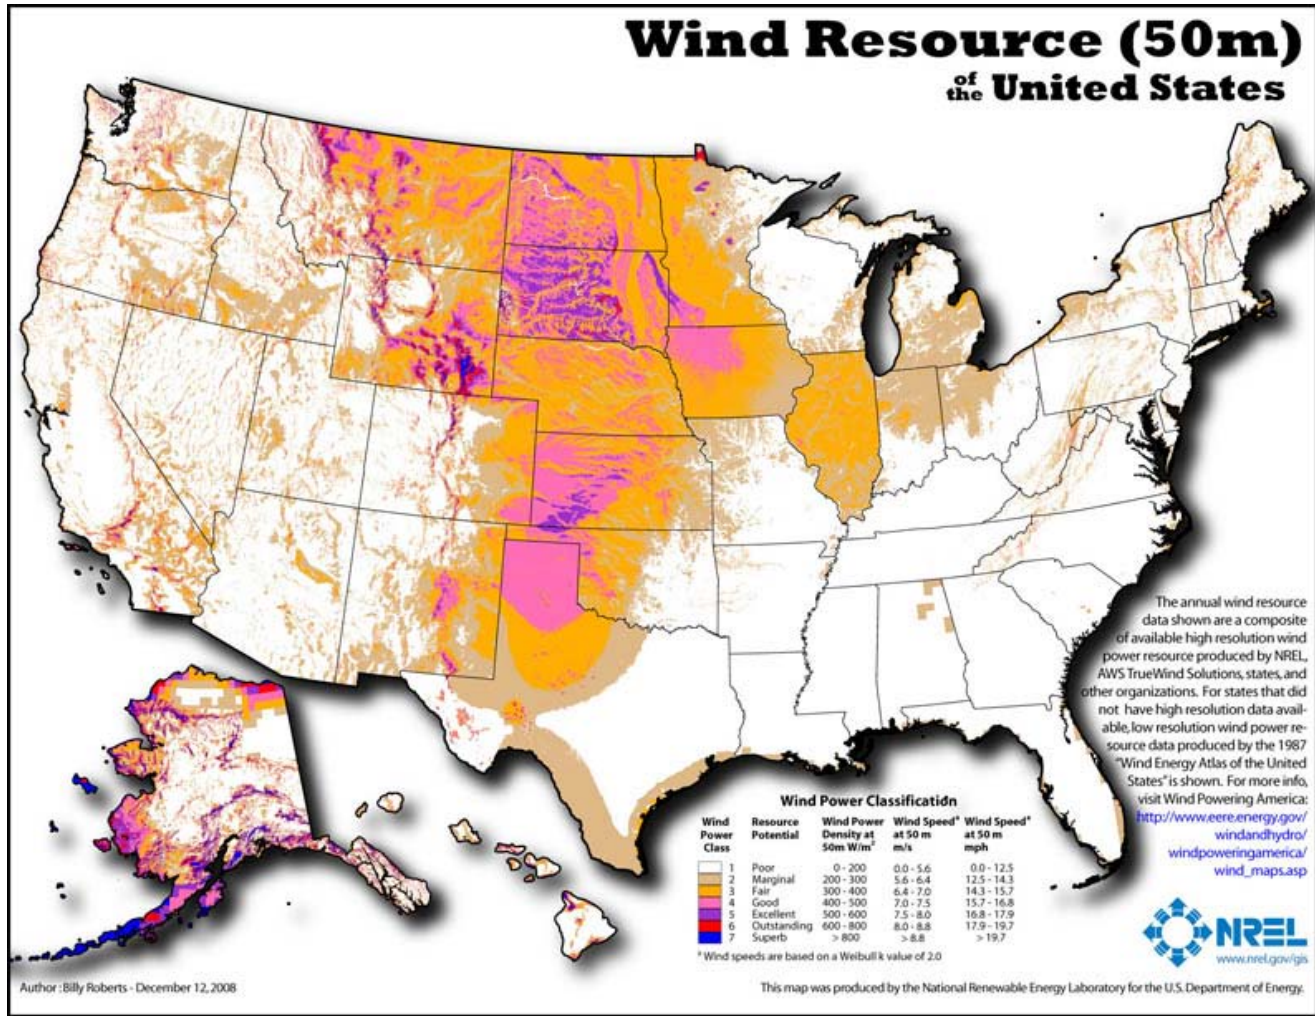 Wind Resource (50m)
of the United States
The annual wind resource
data shown are a composite
of available high resolution wind
power resource produced by NREL,
AWS TrueWind Solutions, states, and
other organizations. For states that did
not have high resolution data avail-
able, low resolution wind power re-
source data produced by the 1987
"Wind Energy Atlas of the United
States" is shown. For more info,
visit Wind Powering America:
http://www.eere.energy.gov/
windandhydro/
windpoweringamerica/
wind_maps.asp
Wind Power Classification
Wind Power Class Resource Potential Wind Power Density at 50m W/m² Wind Speedª at 50 m m/s Wind Speedª at 50 m mph
1 Poor 0 - 200 0.0 - 5.6 0.0 - 12.5
2 Marginal 200 - 300 5.6 - 6.4 12.5 - 14.3
3 Fair 300 - 400 6.4 - 7.0 14.3 - 15.7
4 Good 400 - 500 7.0 - 7.5 15.7 - 16.8
5 Excellent 500 - 600 7.5 - 8.0 16.8 - 17.9
6 Outstanding 600 - 800 8.0 - 8.8 17.9 - 19.7
7 Superb > 800 > 8.8 > 19.7
ª Wind speeds are based on a Weibull k value of 2.0
NREL
www.nrel.gov/gis
Author : Billy Roberts - December 12, 2008
This map was produced by the National Renewable Energy Laboratory for the U.S. Department of Energy.